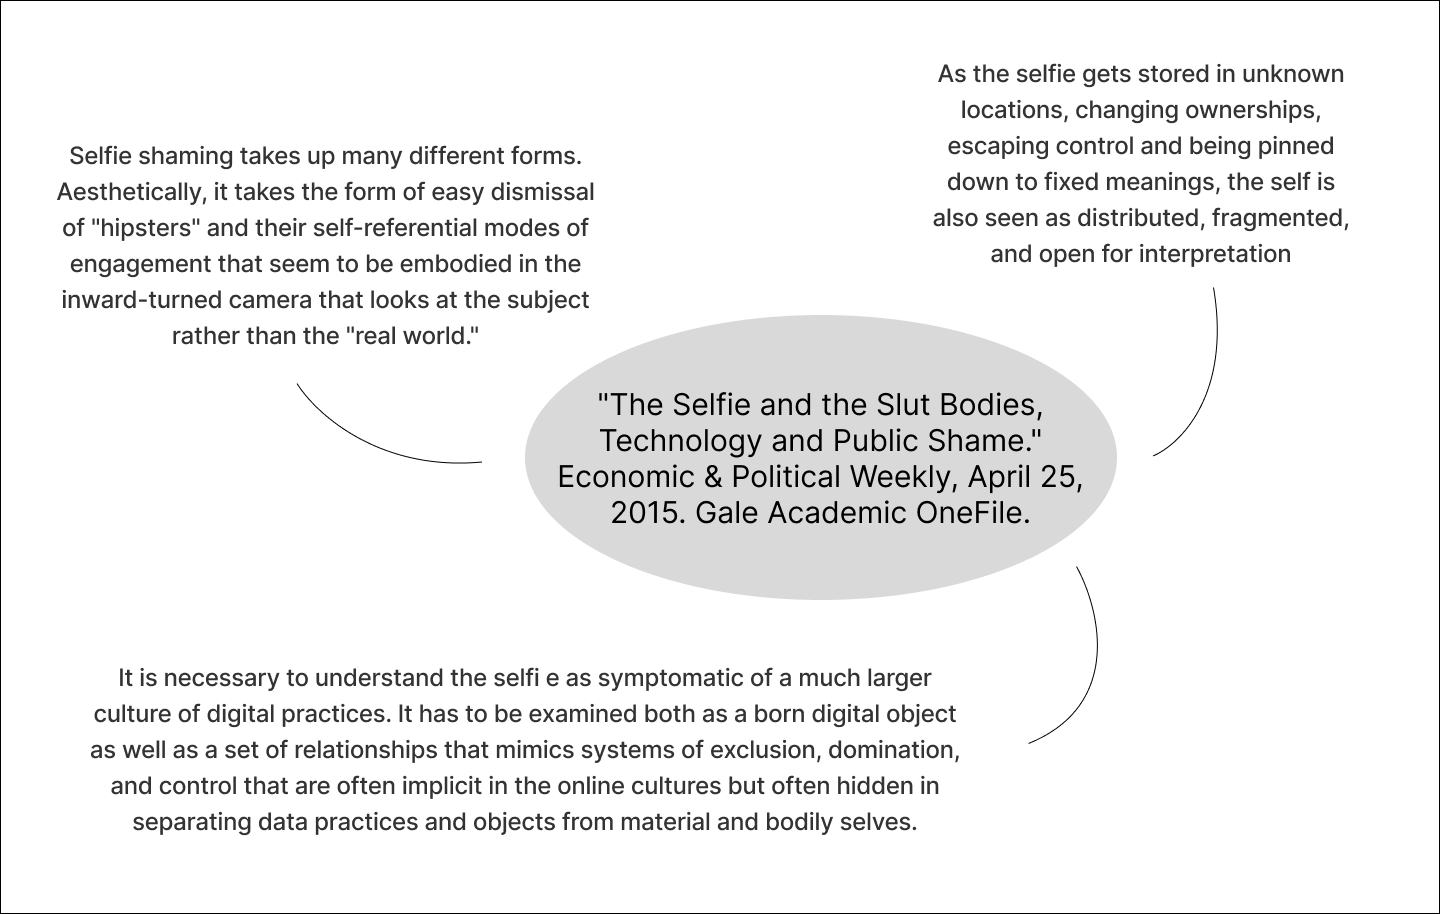 Selfie shaming takes up many different forms.
Aesthetically, it takes the form of easy dismissal
of "hipsters" and their self-referential modes of
engagement that seem to be embodied in the
inward-turned camera that looks at the subject
rather than the "real world."
As the selfie gets stored in unknown
locations, changing ownerships,
escaping control and being pinned
down to fixed meanings, the self is
also seen as distributed, fragmented,
and open for interpretation
"The Selfie and the Slut Bodies,
Technology and Public Shame."
Economic & Political Weekly, April 25,
2015. Gale Academic OneFile.
It is necessary to understand the selfi e as symptomatic of a much larger
culture of digital practices. It has to be examined both as a born digital object
as well as a set of relationships that mimics systems of exclusion, domination,
and control that are often implicit in the online cultures but often hidden in
separating data practices and objects from material and bodily selves.